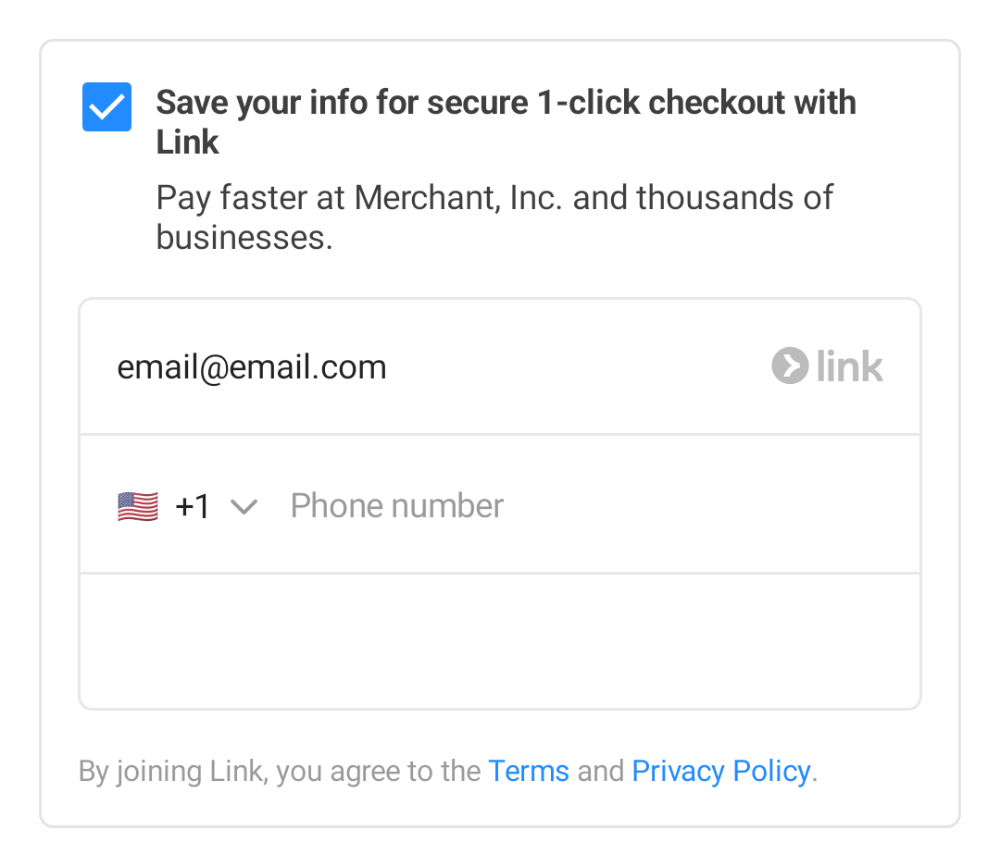 Save your info for secure 1-click checkout with
Link
Pay faster at Merchant, Inc. and thousands of
businesses.
email@email.com link
+1 Phone number
By joining Link, you agree to the Terms and Privacy Policy.